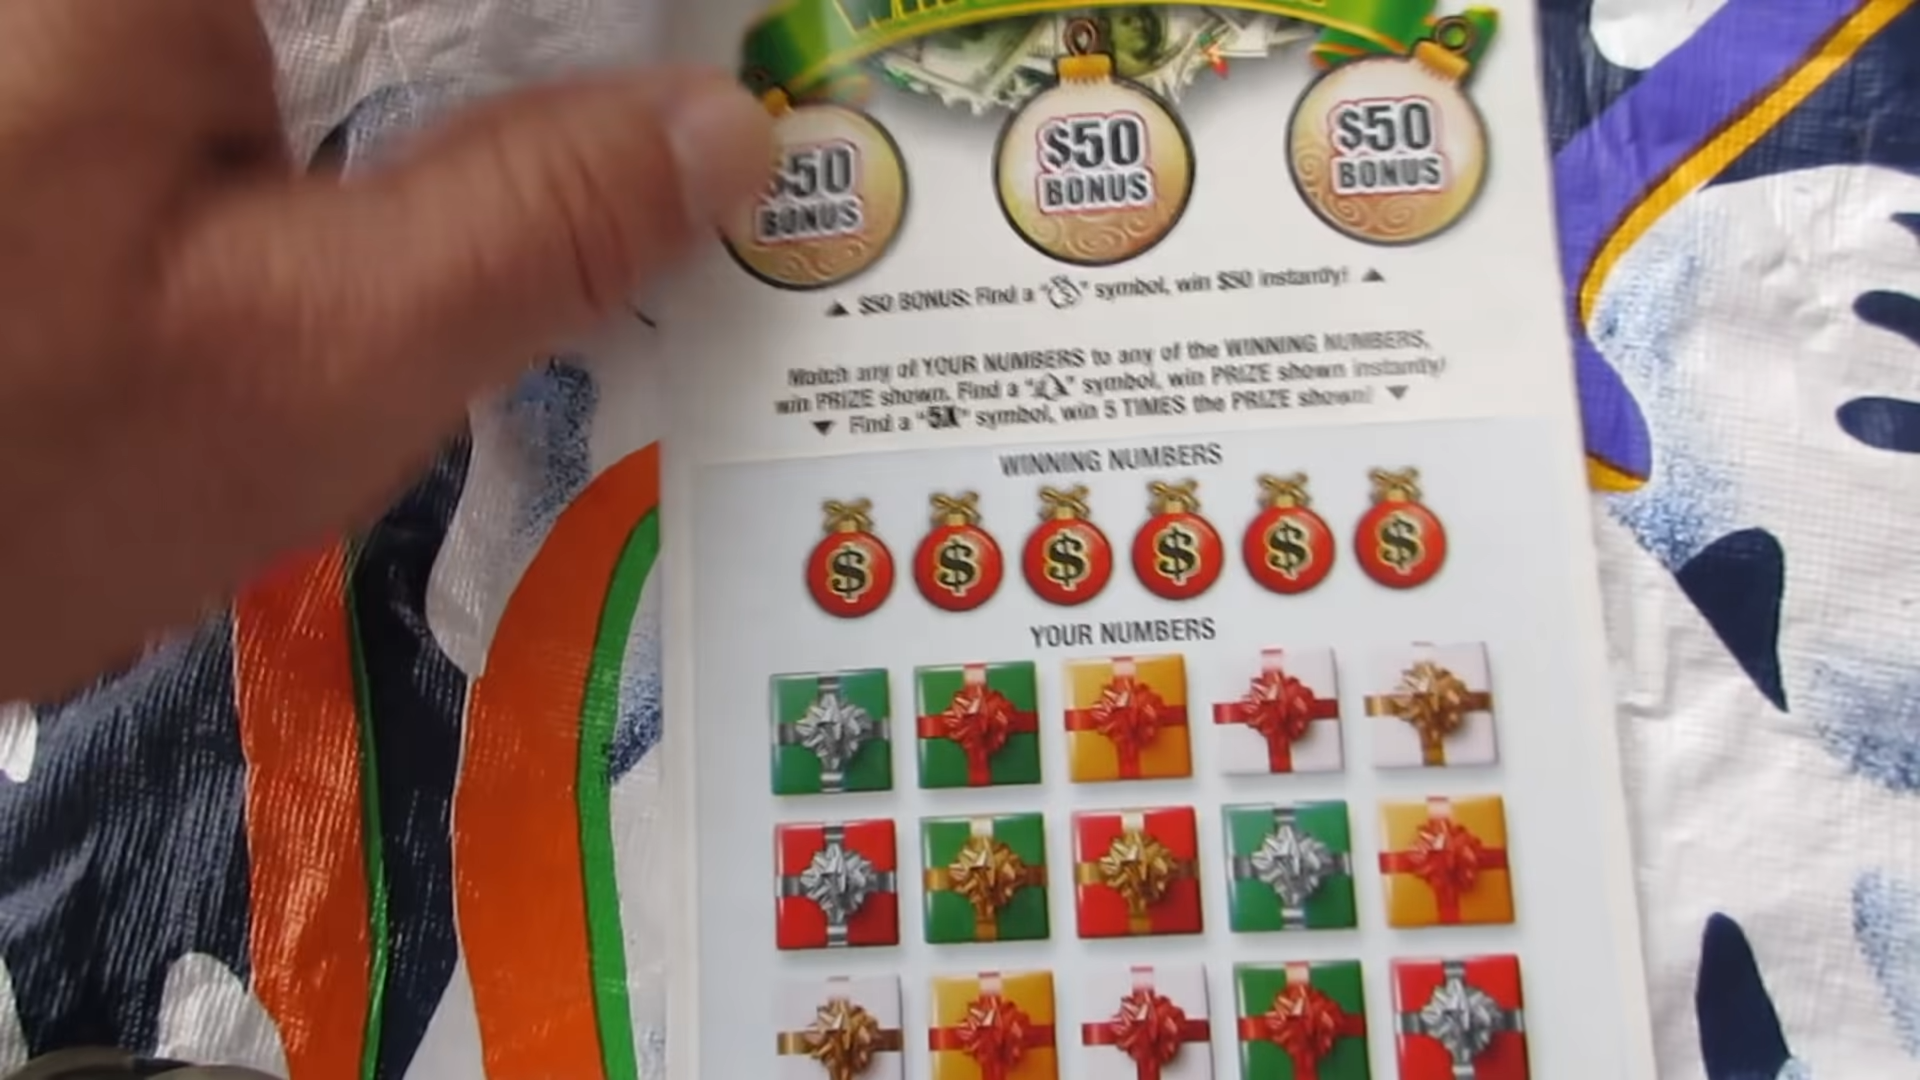 $50 BONUS
$50 BONUS
$50 BONUS
$50 BONUS: Find a "" symbol, win $50 instantly!
Match any of YOUR NUMBERS to any of the WINNING NUMBERS,
win PRIZE shown. Find a "" symbol, win PRIZE shown instantly!
Find a "5X" symbol, win 5 TIMES the PRIZE shown!
WINNING NUMBERS
$ $ $ $ $ $
YOUR NUMBERS